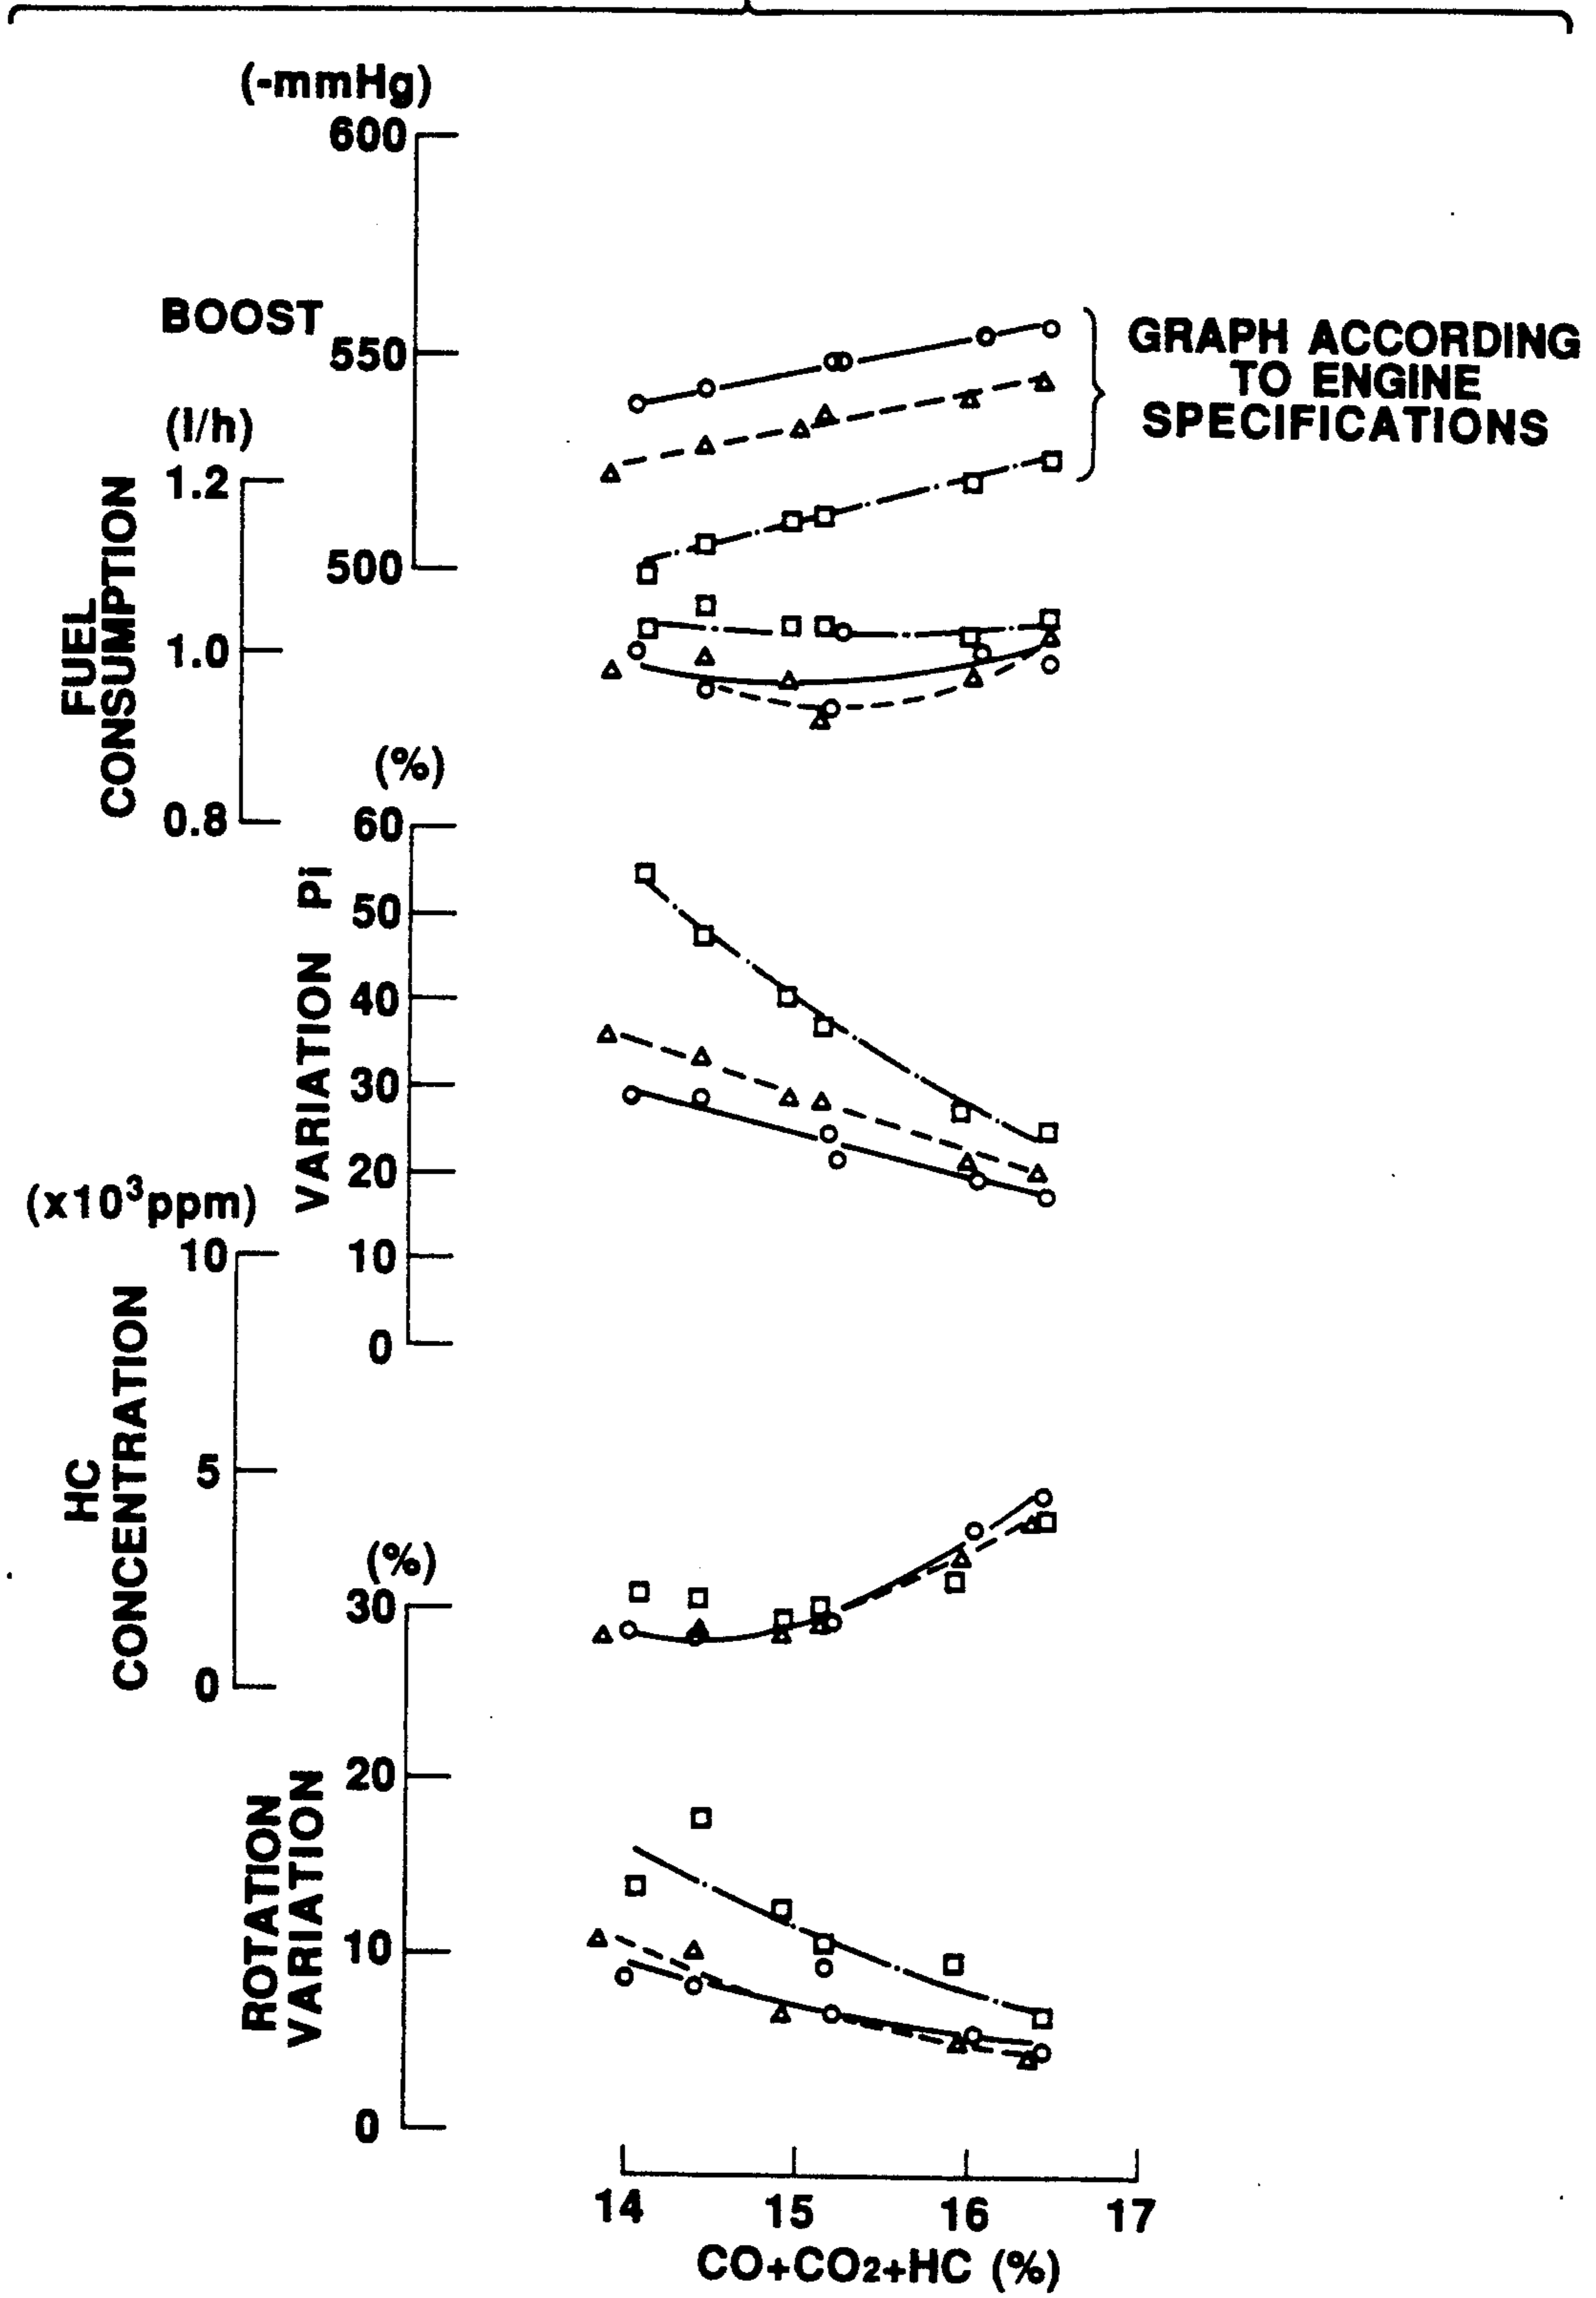 (-mmHg)
600
BOOST
550
500
GRAPH ACCORDING
TO ENGINE
SPECIFICATIONS
(l/h)
1.2
1.0
0.8
FUEL
CONSUMPTION
(%)
60
50
40
30
20
10
0
VARIATION Pi
(x10³ppm)
10
5
0
HC
CONCENTRATION
(%)
30
20
10
0
ROTATION
VARIATION
14 15 16 17
CO+CO₂+HC (%)